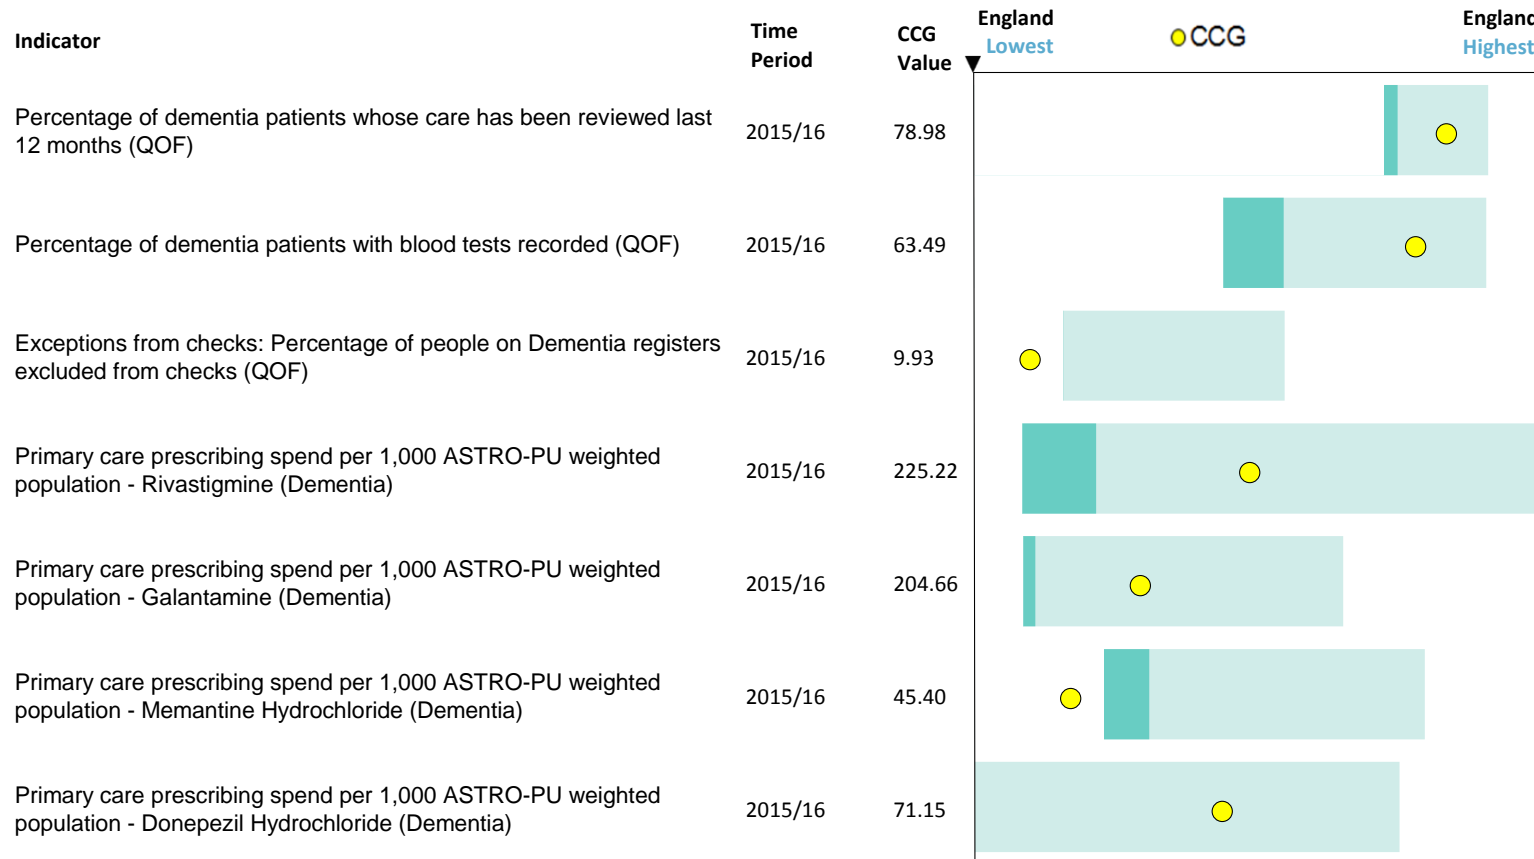 Indicator
Time
Period
CCG
Value
England
Lowest
CCG
England
Highest
Percentage of dementia patients whose care has been reviewed last
12 months (QOF)
2015/16
78.98
Percentage of dementia patients with blood tests recorded (QOF)
2015/16
63.49
Exceptions from checks: Percentage of people on Dementia registers
excluded from checks (QOF)
2015/16
9.93
Primary care prescribing spend per 1,000 ASTRO-PU weighted
population - Rivastigmine (Dementia)
2015/16
225.22
Primary care prescribing spend per 1,000 ASTRO-PU weighted
population - Galantamine (Dementia)
2015/16
204.66
Primary care prescribing spend per 1,000 ASTRO-PU weighted
population - Memantine Hydrochloride (Dementia)
2015/16
45.40
Primary care prescribing spend per 1,000 ASTRO-PU weighted
population - Donepezil Hydrochloride (Dementia)
2015/16
71.15